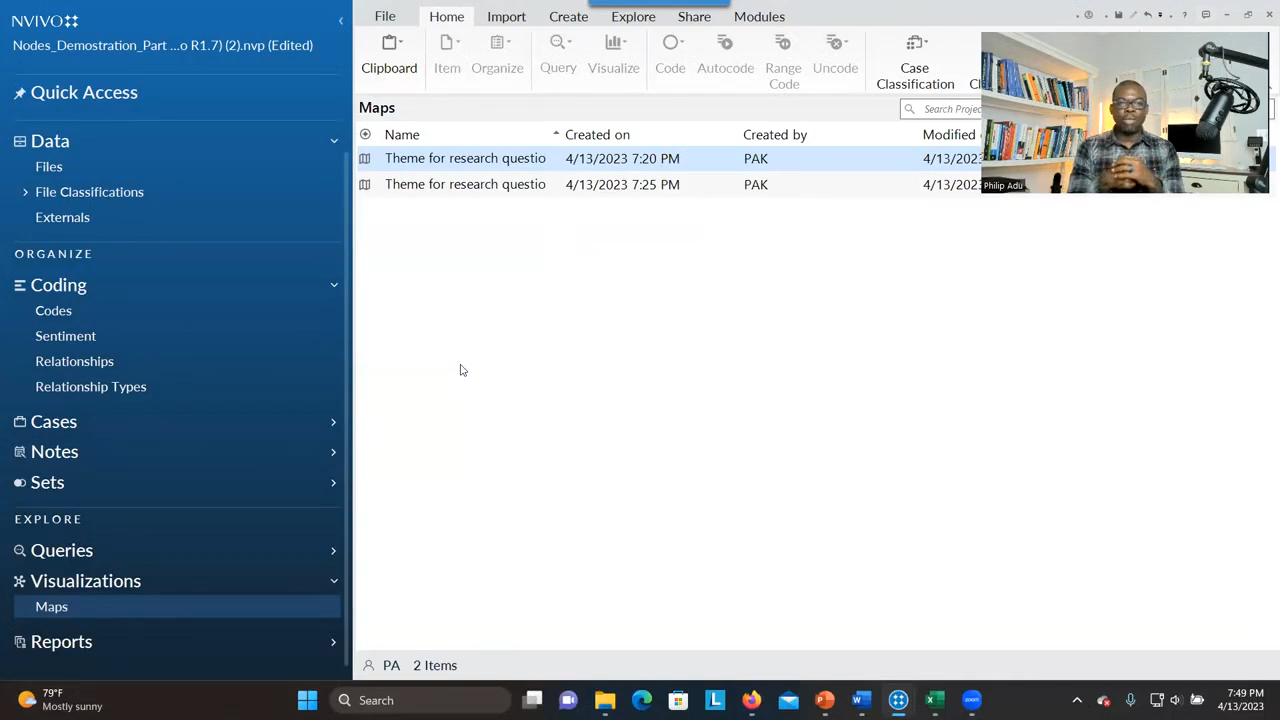 NVIVO
Nodes_Demostration_Part ...o R1.7) (2).nvp (Edited)
Quick Access
Data
Files
File Classifications
Externals
ORGANIZE
Coding
Codes
Sentiment
Relationships
Relationship Types
Cases
Notes
Sets
EXPLORE
Queries
Visualizations
Maps
Reports
File Home Import Create Explore Share Modules
Clipboard Item Organize Query Visualize Code Autocode Range Code Uncode Case Classification
Maps
Search Projec
Name Created on Created by Modified
Theme for research questio 4/13/2023 7:20 PM PAK 4/13/2023
Theme for research questio 4/13/2023 7:25 PM PAK 4/13/2023
Philip Adu
PA 2 Items
79°F
Mostly sunny
Search
7:49 PM
4/13/2023